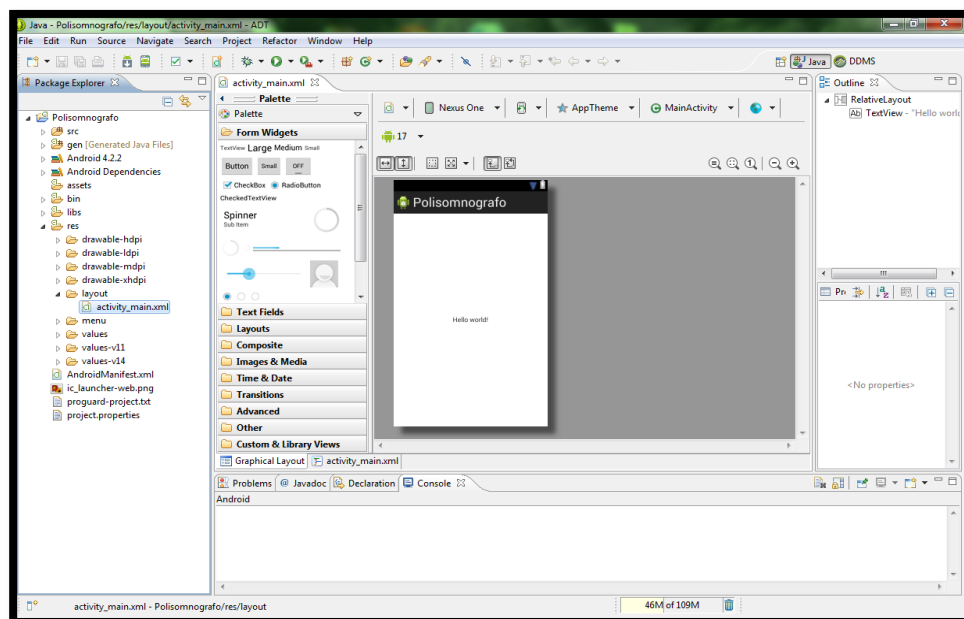 Java - Polisomnografo/res/layout/activity_main.xml - ADT
File Edit Run Source Navigate Search Project Refactor Window Help
Java DDMS
Package Explorer
Polisomnografo
src
gen [Generated Java Files]
Android 4.2.2
Android Dependencies
assets
bin
libs
res
drawable-hdpi
drawable-ldpi
drawable-mdpi
drawable-xhdpi
layout
activity_main.xml
menu
values
values-v11
values-v14
AndroidManifest.xml
ic_launcher-web.png
proguard-project.txt
project.properties
activity_main.xml
Palette
Palette
Form Widgets
TextView Large Medium Small
Button Small OFF
CheckBox RadioButton
CheckedTextView
Spinner
Sub Item
Text Fields
Layouts
Composite
Images & Media
Time & Date
Transitions
Advanced
Other
Custom & Library Views
Graphical Layout activity_main.xml
Nexus One AppTheme MainActivity
17
Polisomnografo
Hello world!
Outline
RelativeLayout
Ab TextView - "Hello world
Pr
<No properties>
Problems @ Javadoc Declaration Console
Android
activity_main.xml - Polisomnografo/res/layout
46M of 109M